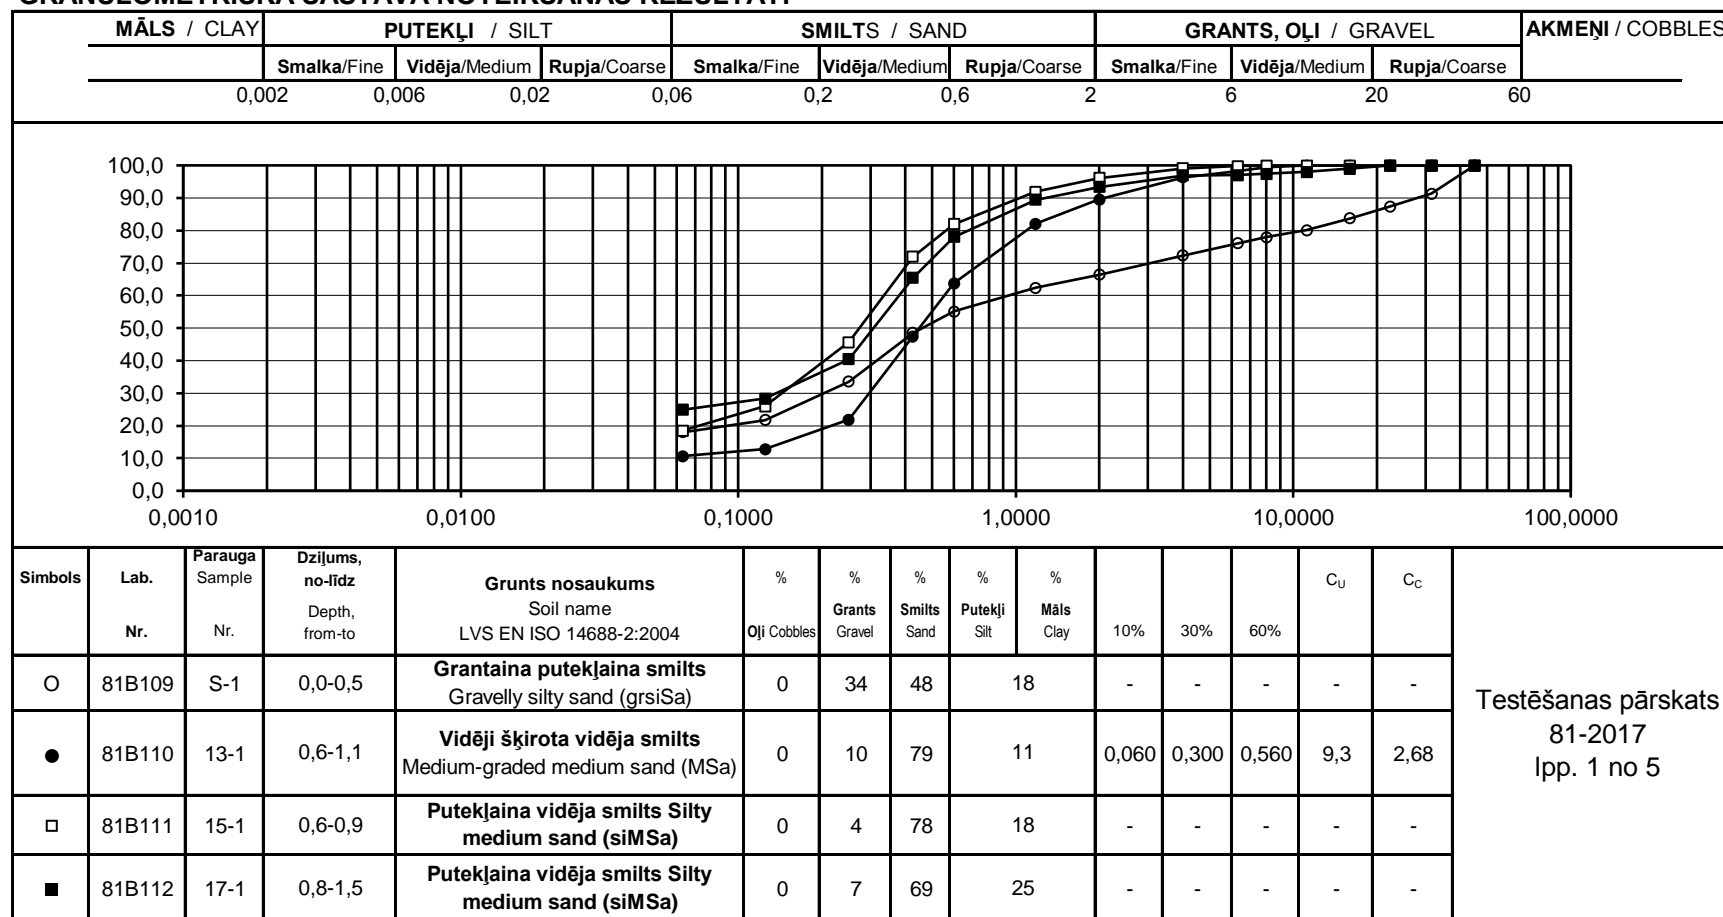 GRANULOMETRISKĀ SASTĀVA NOTEIKŠANAS REZULTĀTI
MĀLS / CLAY PUTEKĻI / SILT SMILTS / SAND GRANTS, OĻI / GRAVEL AKMEŅI / COBBLES
Smalka/Fine Vidēja/Medium Rupja/Coarse Smalka/Fine Vidēja/Medium Rupja/Coarse Smalka/Fine Vidēja/Medium Rupja/Coarse
0,002 0,006 0,02 0,06 0,2 0,6 2 6 20 60
100,0
90,0
80,0
70,0
60,0
50,0
40,0
30,0
20,0
10,0
0,0
0,0010 0,0100 0,1000 1,0000 10,0000 100,0000
Simbols Lab. Nr. Parauga Sample Nr. Dziļums, no-līdz Depth, from-to Grunts nosaukums Soil name LVS EN ISO 14688-2:2004 % Oļi Cobbles % Grants Gravel % Smilts Sand % Putekļi Silt % Māls Clay 10% 30% 60% CU CC
81B109 S-1 0,0-0,5 Grantaina putekļaina smilts Gravelly silty sand (grsiSa) 0 34 48 18 - - - - -
81B110 13-1 0,6-1,1 Vidēji šķirota vidēja smilts Medium-graded medium sand (MSa) 0 10 79 11 0,060 0,300 0,560 9,3 2,68
81B111 15-1 0,6-0,9 Putekļaina vidēja smilts Silty medium sand (siMSa) 0 4 78 18 - - - - -
81B112 17-1 0,8-1,5 Putekļaina vidēja smilts Silty medium sand (siMSa) 0 7 69 25 - - - - -
Testēšanas pārskats
81-2017
lpp. 1 no 5